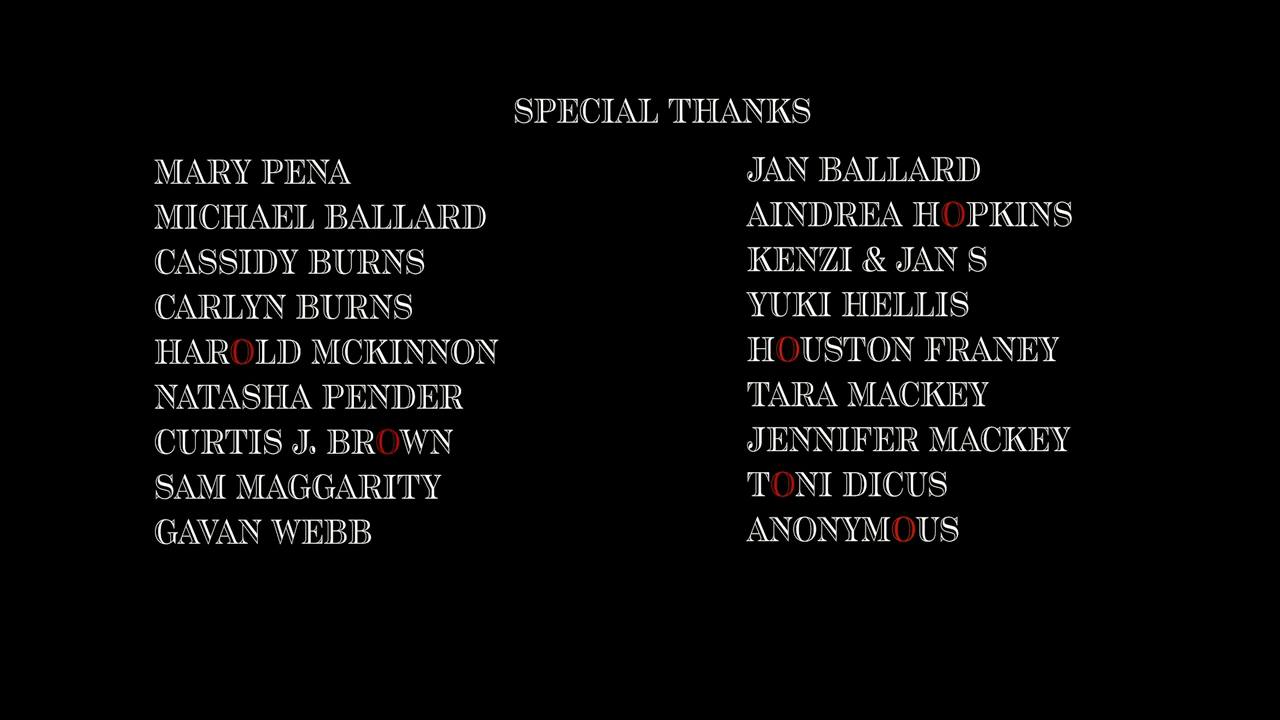 SPECIAL THANKS
MARY PENA
MICHAEL BALLARD
CASSIDY BURNS
CARLYN BURNS
HAROLD MCKINNON
NATASHA PENDER
CURTIS J. BROWN
SAM MAGGARITY
GAVAN WEBB
JAN BALLARD
AINDREA HOPKINS
KENZI & JAN S
YUKI HELLIS
HOUSTON FRANEY
TARA MACKEY
JENNIFER MACKEY
TONI DICUS
ANONYMOUS